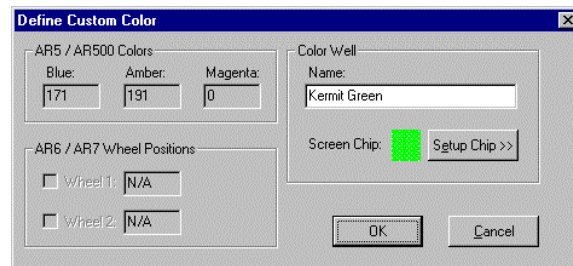 Define Custom Color
AR5 / AR500 Colors
Blue: Amber: Magenta:
171 191 0
AR6 / AR7 Wheel Positions
Wheel 1: N/A
Wheel 2: N/A
Color Well
Name:
Kermit Green
Screen Chip: Setup Chip >>
OK Cancel